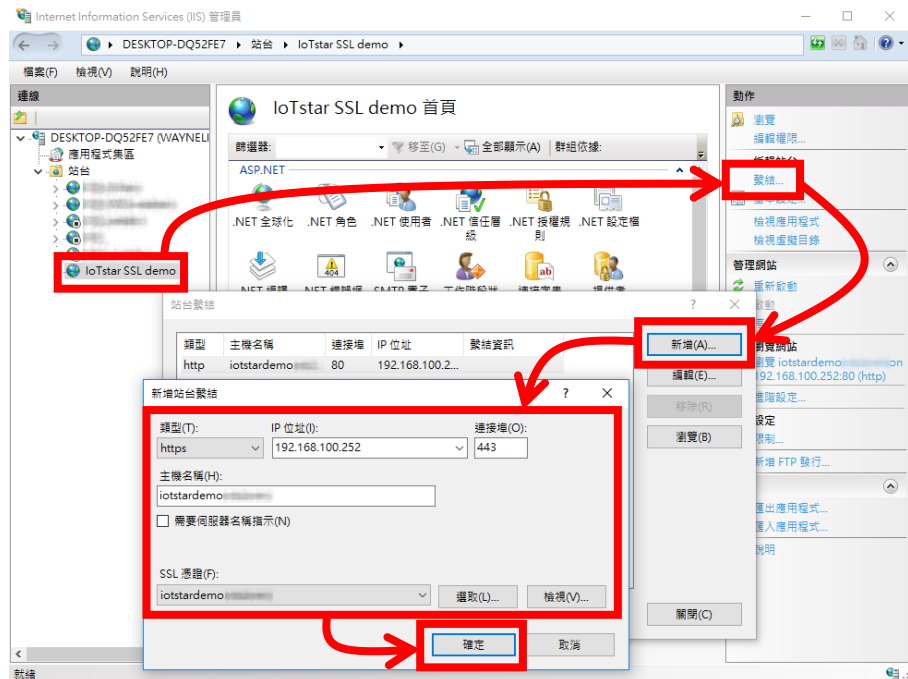 Internet Information Services (IIS) 管理員
DESKTOP-DQ52FE7 站台 IoTstar SSL demo
檔案(F) 檢視(V) 說明(H)
連線
DESKTOP-DQ52FE7 (WAYNELI
應用程式集區
站台
IoTstar SSL demo
IoTstar SSL demo 首頁
篩選器: 移至(G) 全部顯示(A) 群組依據:
ASP.NET
.NET 全球化 .NET 角色 .NET 使用者 .NET 信任層級 .NET 授權規則 .NET 設定檔
404
ab
動作
瀏覽
編輯權限...
繫結...
檢視應用程式
檢視虛擬目錄
管理網站
重新啟動
瀏覽網站
瀏覽 iotstardemo on
192.168.100.252:80 (http)
進階設定...
設定
限制...
新增 FTP 發行...
匯出應用程式...
匯入應用程式...
說明
站台繫結
?
類型 主機名稱 連接埠 IP 位址 繫結資訊
http iotstardemo 80 192.168.100.2...
新增(A)...
編輯(E)...
移除(R)
瀏覽(B)
關閉(C)
新增站台繫結
?
類型(T): IP 位址(I): 連接埠(O):
https 192.168.100.252 443
主機名稱(H):
iotstardemo
需要伺服器名稱指示(N)
SSL 憑證(F):
iotstardemo 選取(L)... 檢視(V)...
確定 取消
就緒